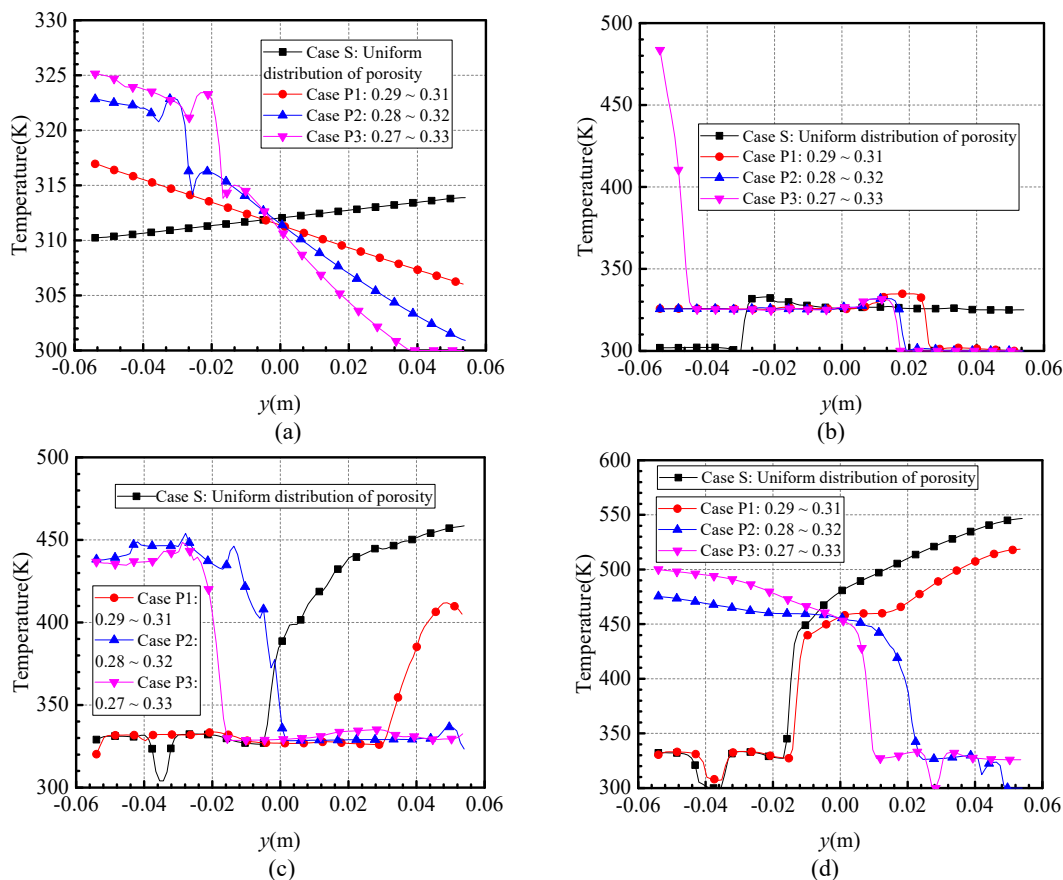 330
325
320
315
310
305
300
Temperature(K)
Case S: Uniform
distribution of porosity
Case P1: 0.29 ~ 0.31
Case P2: 0.28 ~ 0.32
Case P3: 0.27 ~ 0.33
-0.06 -0.04 -0.02 0.00 0.02 0.04 0.06
y(m)
(a)
500
450
400
350
300
Temperature(K)
Case S: Uniform distribution of porosity
Case P1: 0.29 ~ 0.31
Case P2: 0.28 ~ 0.32
Case P3: 0.27 ~ 0.33
-0.06 -0.04 -0.02 0.00 0.02 0.04 0.06
y(m)
(b)
500
450
400
350
300
Temperature(K)
Case S: Uniform distribution of porosity
Case P1:
0.29 ~ 0.31
Case P2:
0.28 ~ 0.32
Case P3:
0.27 ~ 0.33
-0.06 -0.04 -0.02 0.00 0.02 0.04 0.06
y(m)
(c)
600
550
500
450
400
350
300
Temperature(K)
Case S: Uniform distribution of porosity
Case P1: 0.29 ~ 0.31
Case P2: 0.28 ~ 0.32
Case P3: 0.27 ~ 0.33
-0.06 -0.04 -0.02 0.00 0.02 0.04 0.06
y(m)
(d)